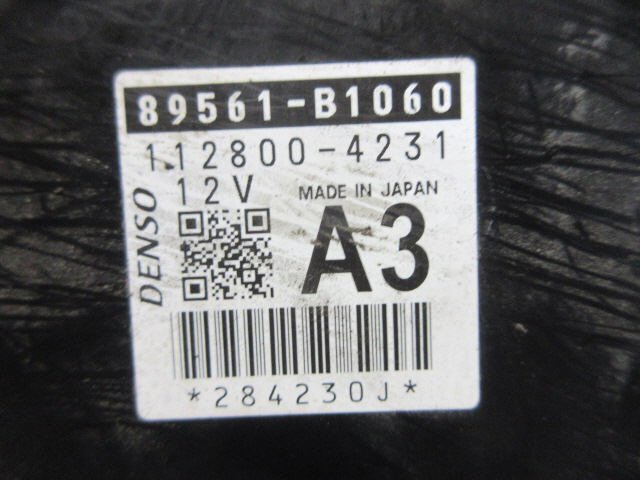 89561-B1060
112800-4231
12V
MADE IN JAPAN
DENSO
A3
*284230J*